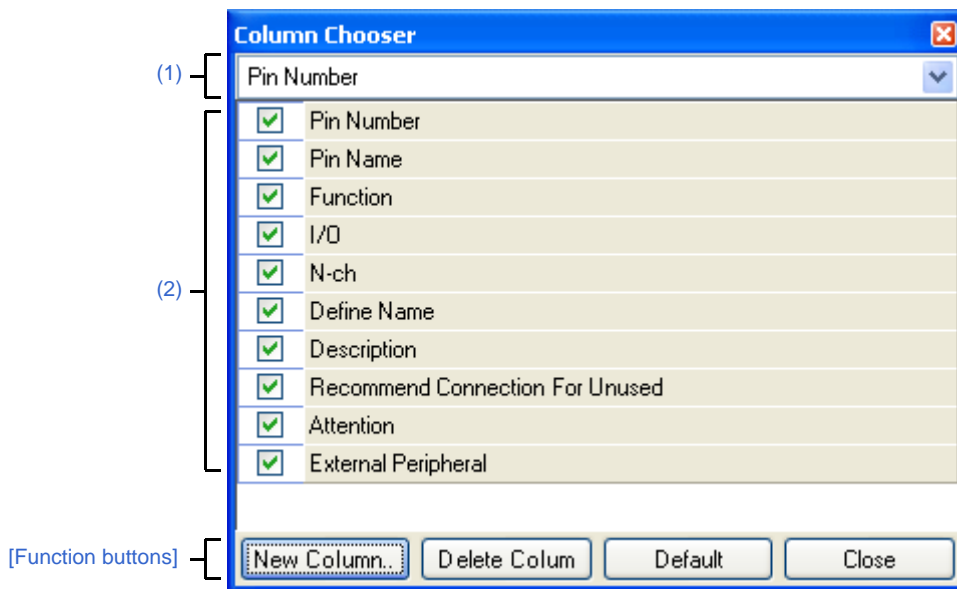 Column Chooser
(1)
Pin Number
(2)
Pin Number
Pin Name
Function
I/O
N-ch
Define Name
Description
Recommend Connection For Unused
Attention
External Peripheral
[Function buttons]
New Column..
Delete Colum
Default
Close